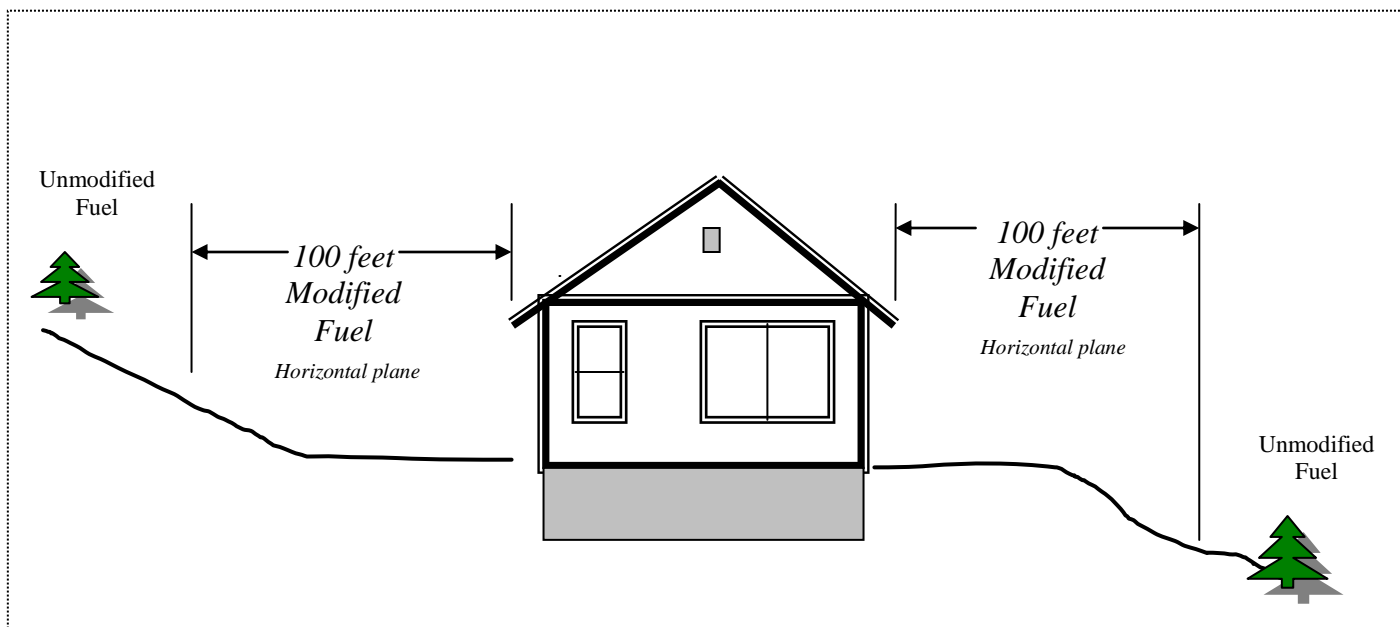 Unmodified
Fuel
100 feet
Modified
Fuel
Horizontal plane
100 feet
Modified
Fuel
Horizontal plane
Unmodified
Fuel